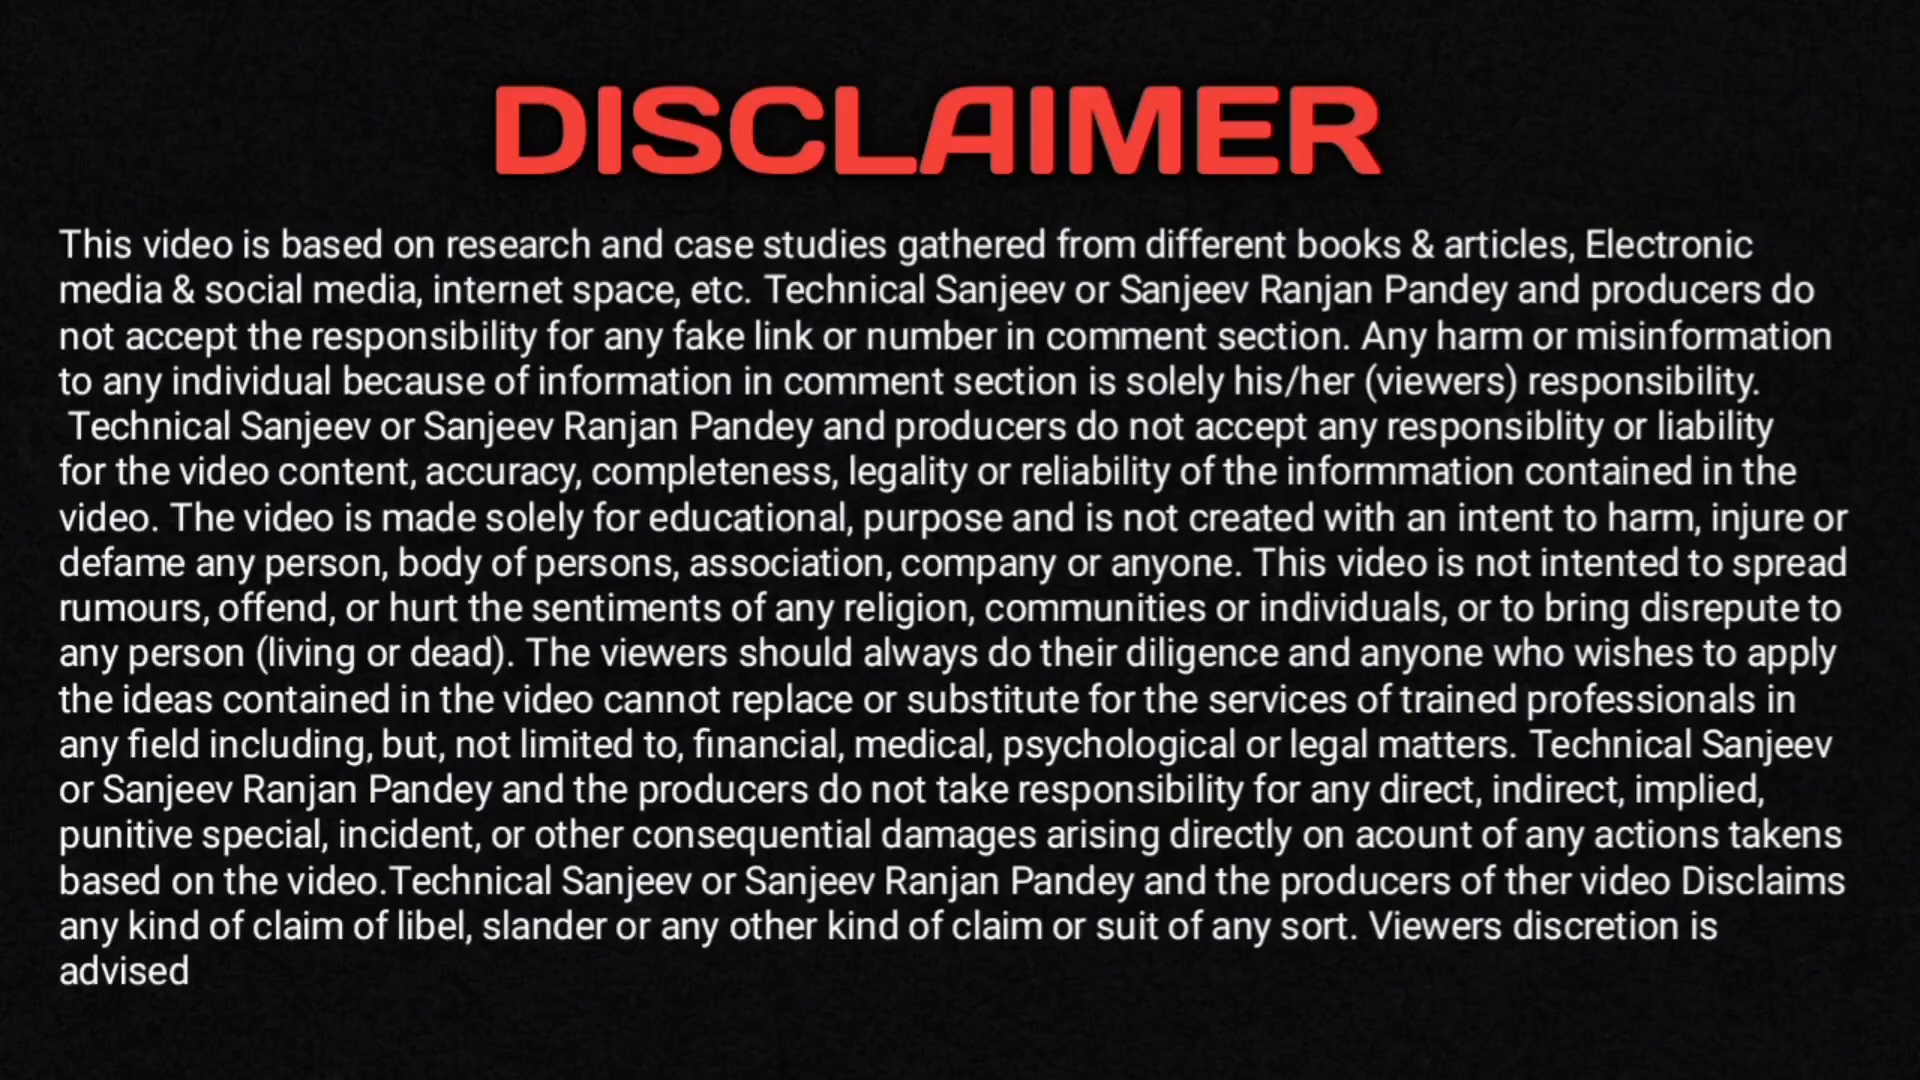 DISCLAIMER
This video is based on research and case studies gathered from different books & articles, Electronic
media & social media, internet space, etc. Technical Sanjeev or Sanjeev Ranjan Pandey and producers do
not accept the responsibility for any fake link or number in comment section. Any harm or misinformation
to any individual because of information in comment section is solely his/her (viewers) responsibility.
Technical Sanjeev or Sanjeev Ranjan Pandey and producers do not accept any responsiblity or liability
for the video content, accuracy, completeness, legality or reliability of the informmation contained in the
video. The video is made solely for educational, purpose and is not created with an intent to harm, injure or
defame any person, body of persons, association, company or anyone. This video is not intented to spread
rumours, offend, or hurt the sentiments of any religion, communities or individuals, or to bring disrepute to
any person (living or dead). The viewers should always do their diligence and anyone who wishes to apply
the ideas contained in the video cannot replace or substitute for the services of trained professionals in
any field including, but, not limited to, financial, medical, psychological or legal matters. Technical Sanjeev
or Sanjeev Ranjan Pandey and the producers do not take responsibility for any direct, indirect, implied,
punitive special, incident, or other consequential damages arising directly on acount of any actions takens
based on the video.Technical Sanjeev or Sanjeev Ranjan Pandey and the producers of ther video Disclaims
any kind of claim of libel, slander or any other kind of claim or suit of any sort. Viewers discretion is
advised